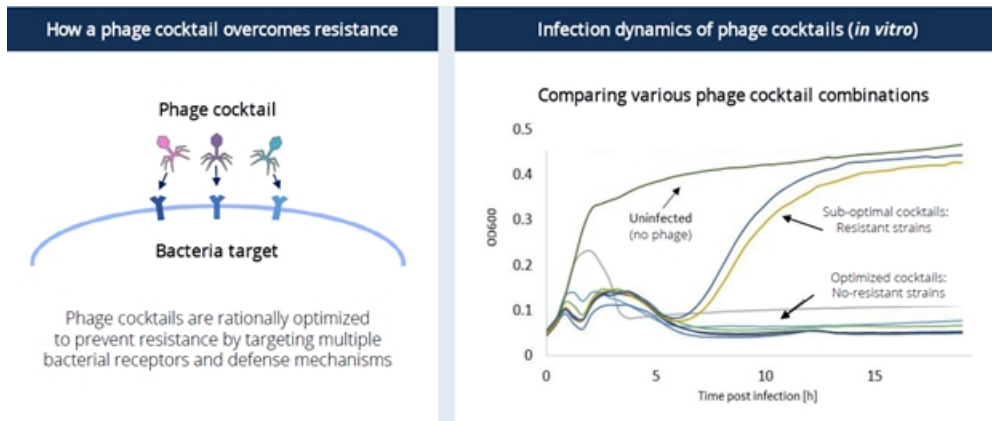 How a phage cocktail overcomes resistance
Phage cocktail
Bacteria target
Phage cocktails are rationally optimized
to prevent resistance by targeting multiple
bacterial receptors and defense mechanisms
Infection dynamics of phage cocktails (in vitro)
Comparing various phage cocktail combinations
0.5
0.4
0.3
0.2
0.1
0
OD600
Uninfected
(no phage)
Sub-optimal cocktails:
Resistant strains
Optimized cocktails:
No-resistant strains
0
5
10
15
Time post infection [h]